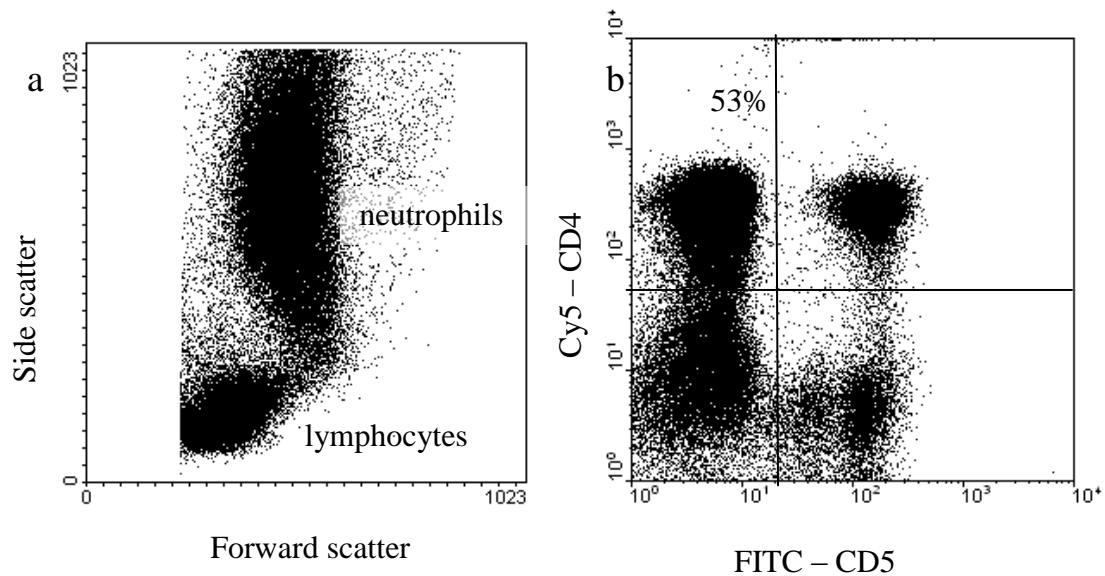 a
1023
Side scatter
neutrophils
lymphocytes
0
0
1023
Forward scatter
b
10⁴
53%
10³
Cy5 – CD4
10²
10¹
10⁰
10⁰
10¹
10²
10³
10⁴
FITC – CD5